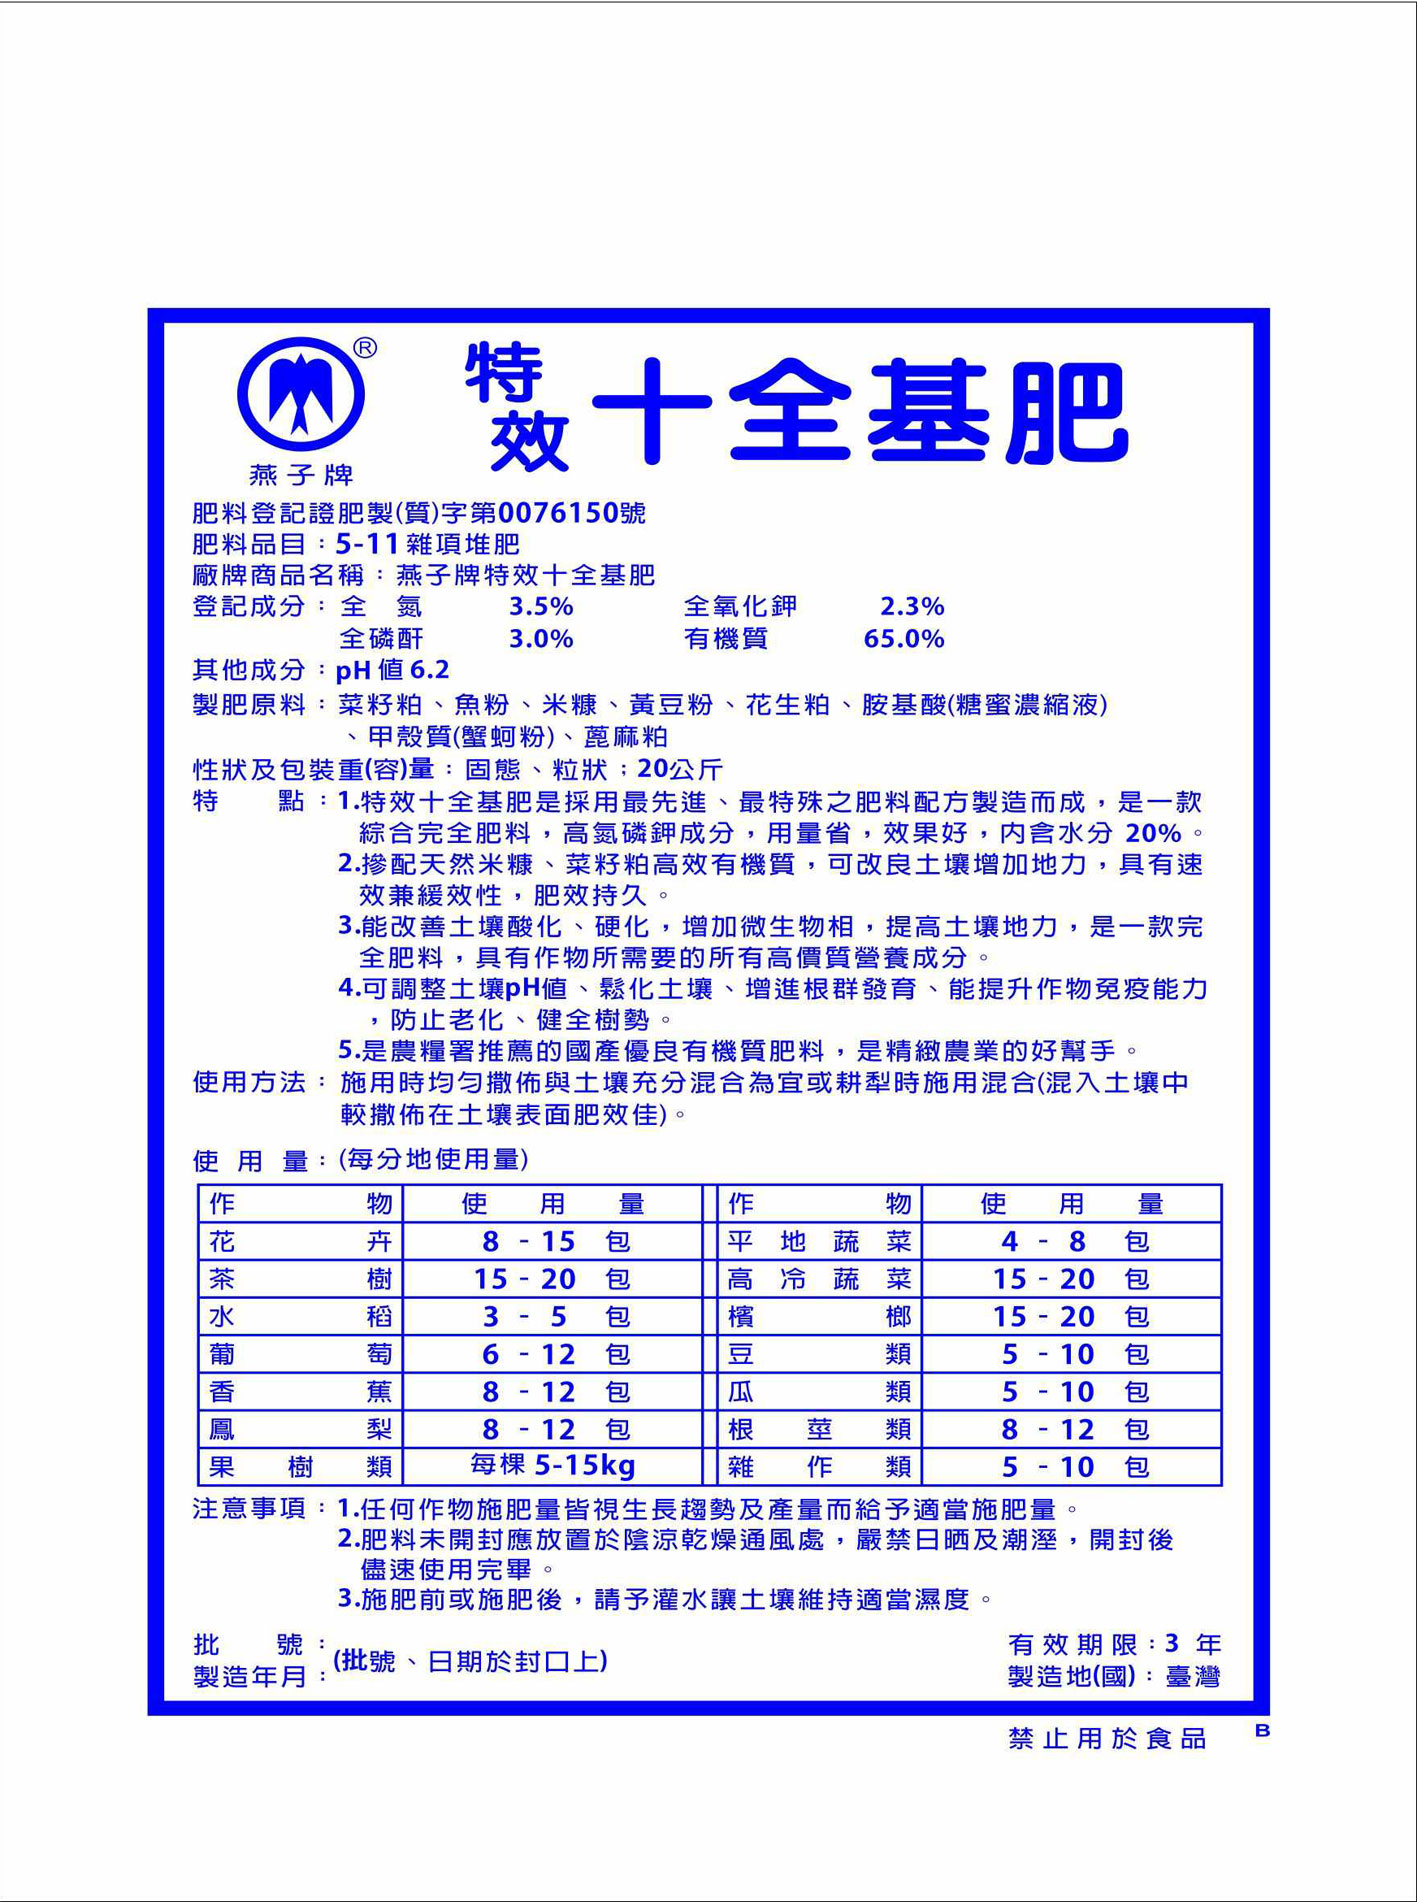 ®
特效十全基肥
燕子牌
肥料登記證肥製(質)字第0076150號
肥料品目：5-11雜項堆肥
廠牌商品名稱：燕子牌特效十全基肥
登記成分：全 氮 3.5% 全氧化鉀 2.3%
全磷酐 3.0% 有機質 65.0%
其他成分：pH 值 6.2
製肥原料：菜籽粕、魚粉、米糠、黃豆粉、花生粕、胺基酸(糖蜜濃縮液)
、甲殼質(蟹蚵粉)、蓖麻粕
性狀及包裝重(容)量：固態、粒狀；20公斤
特 點：1.特效十全基肥是採用最先進、最特殊之肥料配方製造而成，是一款
綜合完全肥料，高氮磷鉀成分，用量省，效果好，內含水分 20%。
2.摻配天然米糠、菜籽粕高效有機質，可改良土壤增加地力，具有速
效兼緩效性，肥效持久。
3.能改善土壤酸化、硬化，增加微生物相，提高土壤地力，是一款完
全肥料，具有作物所需要的所有高價質營養成分。
4.可調整土壤pH值、鬆化土壤、增進根群發育、能提升作物免疫能力
，防止老化、健全樹勢。
5.是農糧署推薦的國產優良有機質肥料，是精緻農業的好幫手。
使用方法：施用時均勻撒佈與土壤充分混合為宜或耕犁時施用混合(混入土壤中
較撒佈在土壤表面肥效佳)。
使 用 量：(每分地使用量)
作 物 使 用 量 作 物 使 用 量
花 卉 8 - 15 包 平 地 蔬 菜 4 - 8 包
茶 樹 15 - 20 包 高 冷 蔬 菜 15 - 20 包
水 稻 3 - 5 包 檳 榔 15 - 20 包
葡 萄 6 - 12 包 豆 類 5 - 10 包
香 蕉 8 - 12 包 瓜 類 5 - 10 包
鳳 梨 8 - 12 包 根 莖 類 8 - 12 包
果 樹 類 每棵 5-15kg 雜 作 類 5 - 10 包
注意事項：1.任何作物施肥量皆視生長趨勢及產量而給予適當施肥量。
2.肥料未開封應放置於陰涼乾燥通風處，嚴禁日晒及潮溼，開封後
儘速使用完畢。
3.施肥前或施肥後，請予灌水讓土壤維持適當濕度。
批 號：
製造年月：
(批號、日期於封口上)
有效期限：3 年
製造地(國)：臺灣
禁止用於食品 B